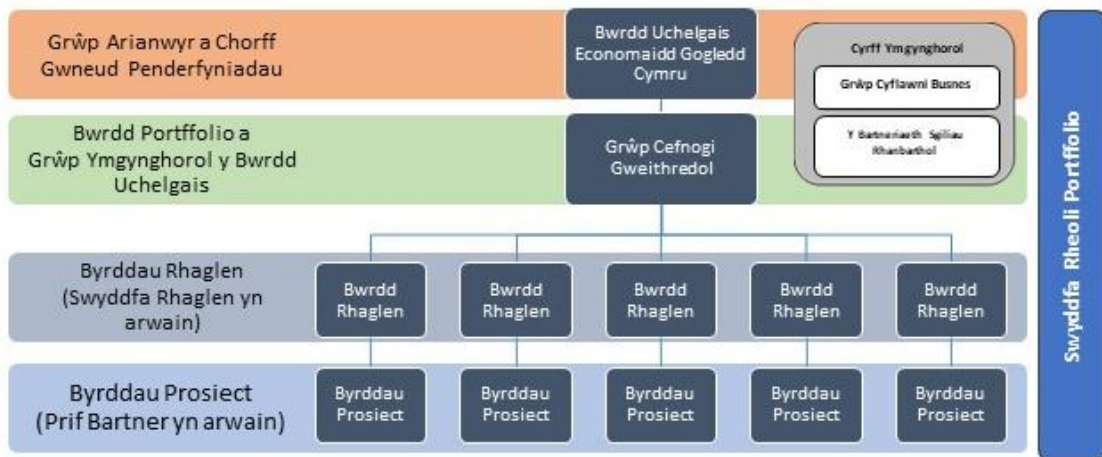 Grŵp Arianwyr a Chorff
Gwneud Penderfyniadau
Bwrdd Uchelgais
Economaidd Gogledd
Cymru
Cyrff Ymgynghorol
Grŵp Cyflawni Busnes
Y Bartneriaeth Sgiliau
Rhanbarthol
Bwrdd Portffolio a
Grŵp Ymgynghorol y Bwrdd
Uchelgais
Grŵp Cefnogi
Gweithredol
Byrddau Rhaglen
(Swyddfa Rhaglen yn
arwain)
Bwrdd
Rhaglen
Bwrdd
Rhaglen
Bwrdd
Rhaglen
Bwrdd
Rhaglen
Bwrdd
Rhaglen
Byrddau Prosiect
(Prif Bartner yn arwain)
Byrddau
Prosiect
Byrddau
Prosiect
Byrddau
Prosiect
Byrddau
Prosiect
Byrddau
Prosiect
Swyddfa Rheoli Portffolio